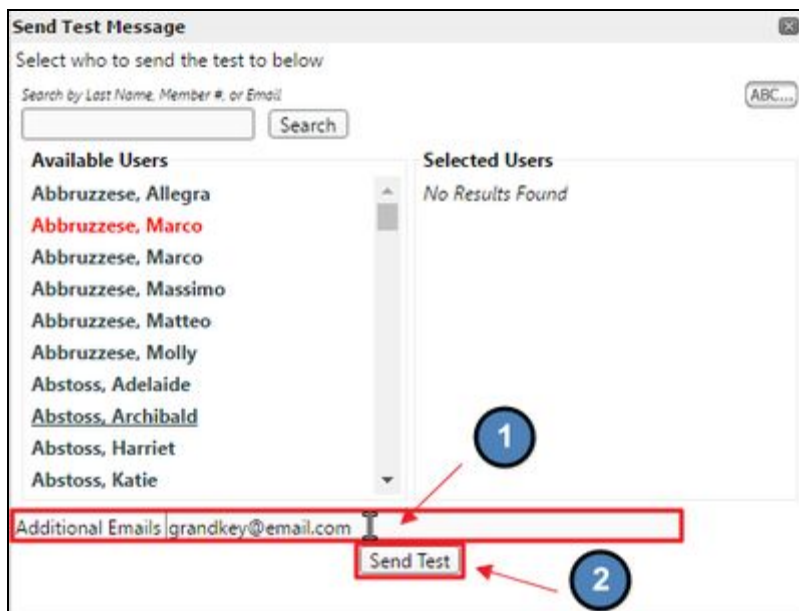 Send Test Message
Select who to send the test to below
Search by Last Name, Member #, or Email
ABC...
Search
Available Users
Abbruzzese, Allegra
Abbruzzese, Marco
Abbruzzese, Marco
Abbruzzese, Massimo
Abbruzzese, Matteo
Abbruzzese, Molly
Abstoss, Adelaide
Abstoss, Archibald
Abstoss, Harriet
Abstoss, Katie
Selected Users
No Results Found
1
Additional Emails grandkey@email.com
Send Test
2